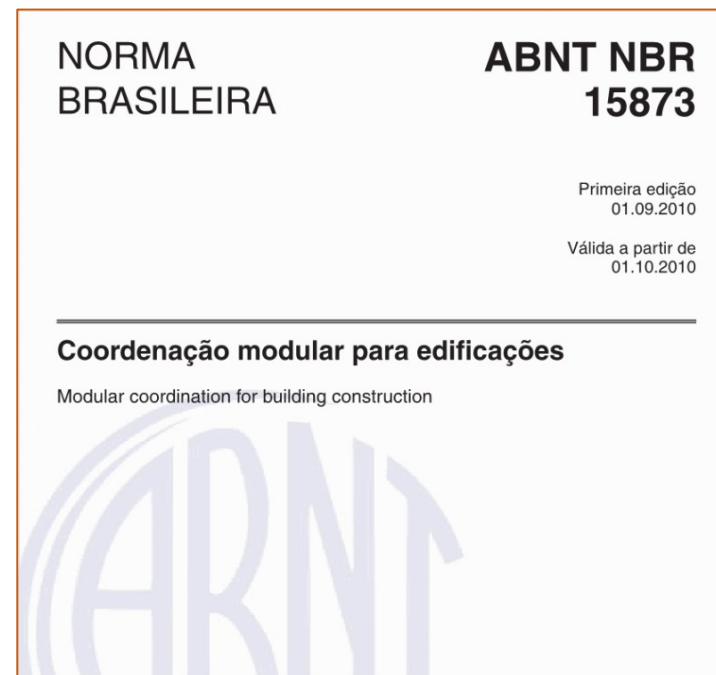 NORMA
BRASILEIRA
ABNT NBR
15873
Primeira edição
01.09.2010
Válida a partir de
01.10.2010
Coordenação modular para edificações
Modular coordination for building construction
ABNT